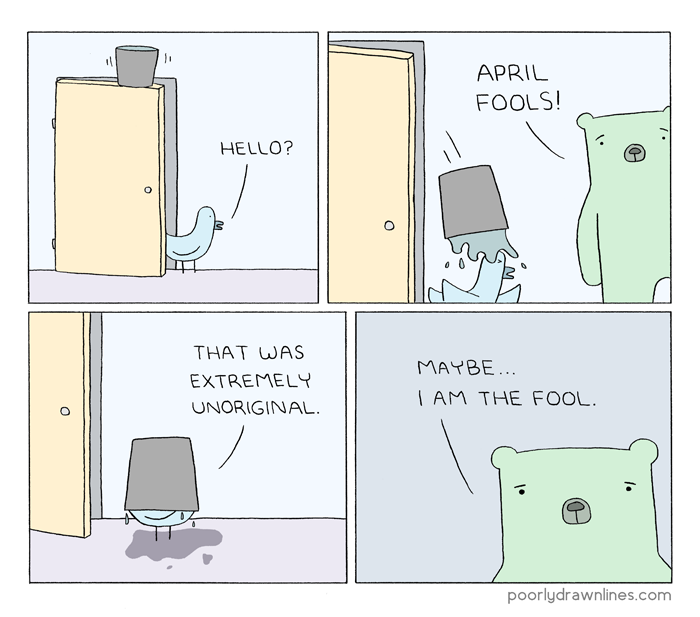 HELLO?
APRIL
FOOLS!
THAT WAS
EXTREMELY
UNORIGINAL.
MAYBE...
I AM THE FOOL.
poorlydrawnlines.com